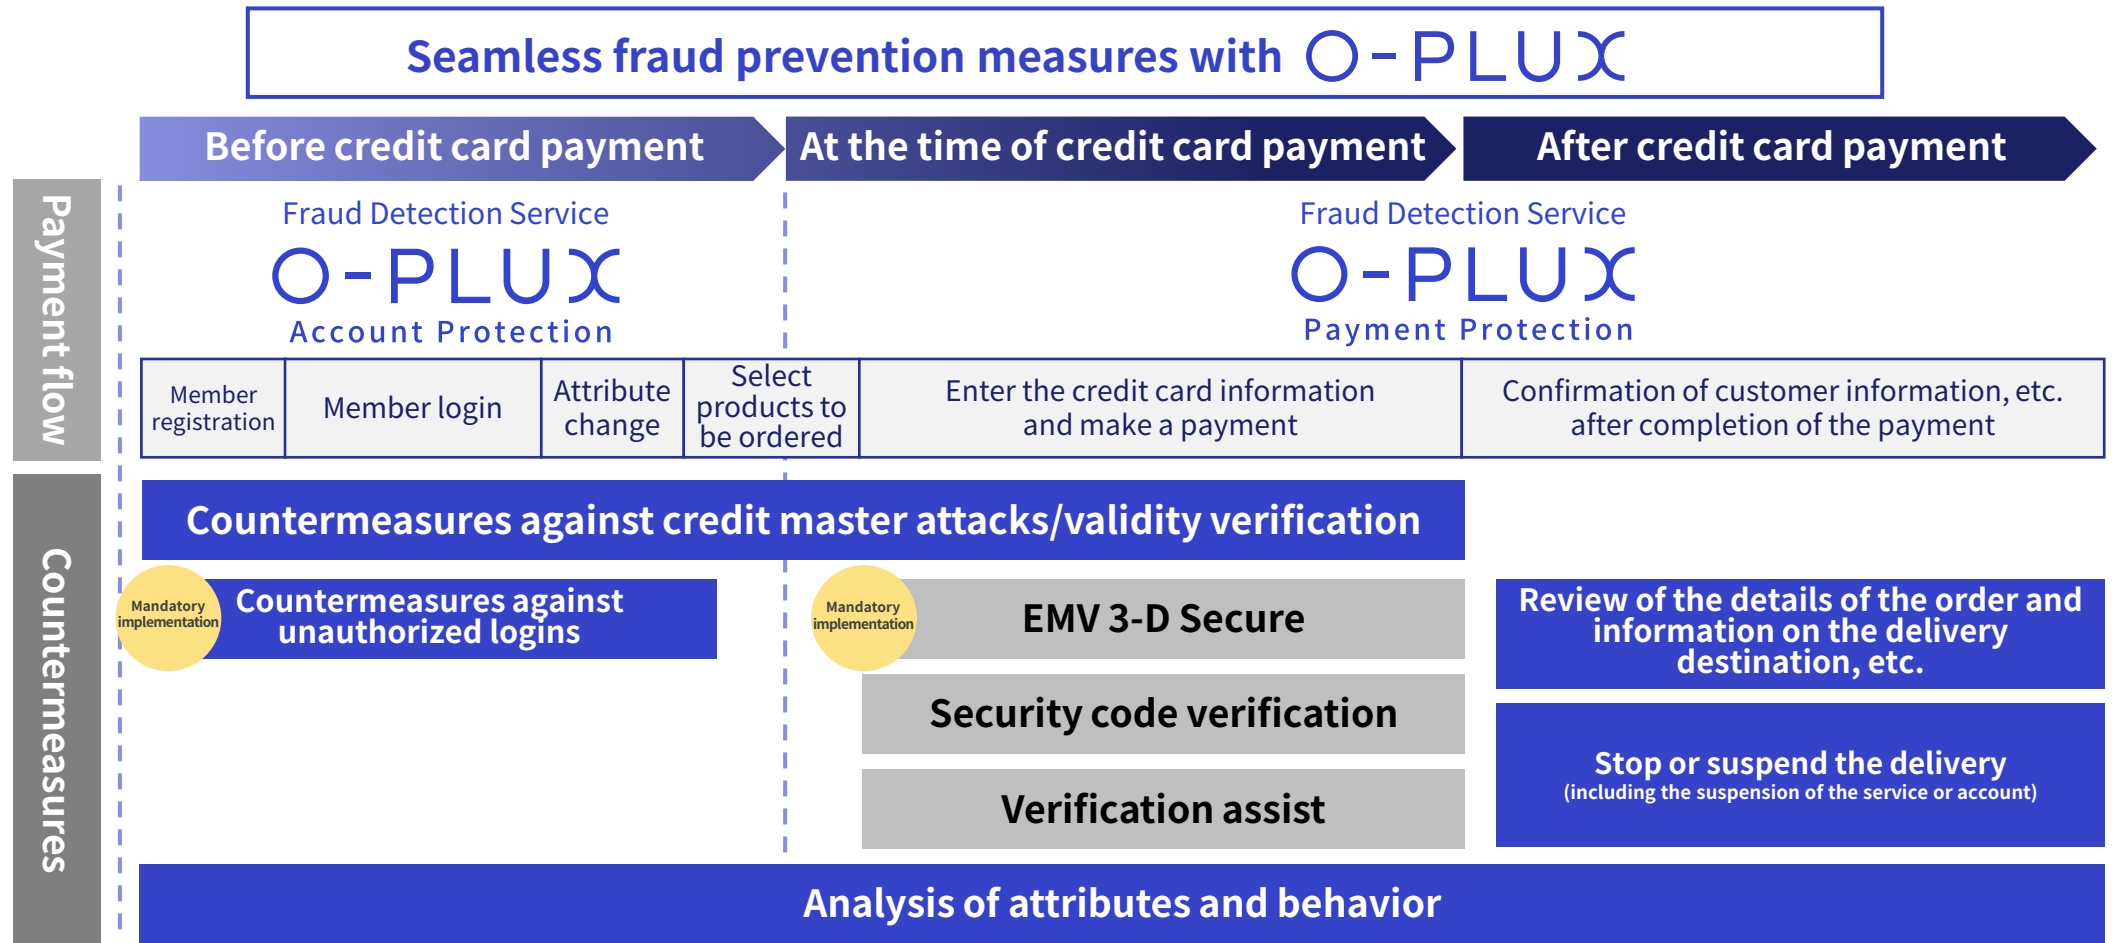 Seamless fraud prevention measures with O-PLUX
Before credit card payment
At the time of credit card payment
After credit card payment
Payment flow
Fraud Detection Service
O-PLUX
Account Protection
Fraud Detection Service
O-PLUX
Payment Protection
Member
registration
Member login
Attribute
change
Select
products to
be ordered
Enter the credit card information
and make a payment
Confirmation of customer information, etc.
after completion of the payment
Countermeasures
Countermeasures against credit master attacks/validity verification
Mandatory
implementation
Countermeasures against
unauthorized logins
Mandatory
implementation
EMV 3-D Secure
Security code verification
Verification assist
Review of the details of the order and
information on the delivery
destination, etc.
Stop or suspend the delivery
(including the suspension of the service or account)
Analysis of attributes and behavior